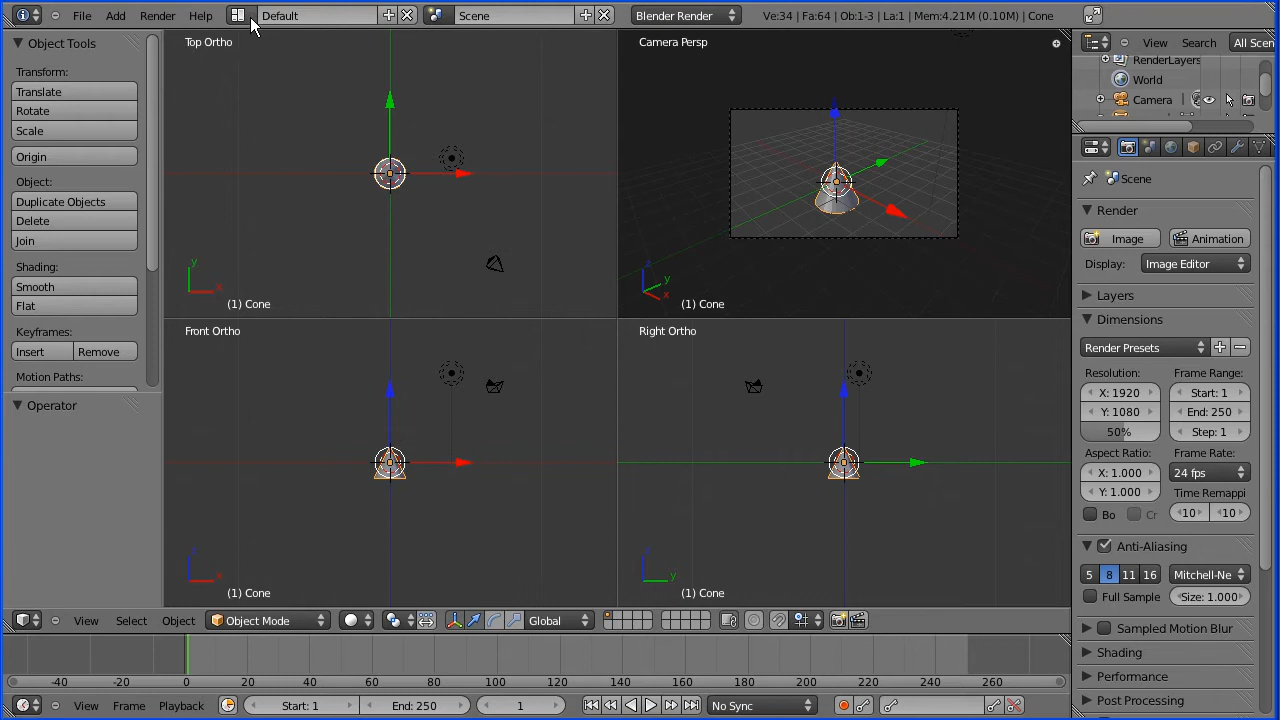 File Add Render Help Default Scene Blender Render Ve:34 | Fa:64 | Ob:1-3 | La:1 | Mem:4.21M (0.10M) | Cone
Object Tools
Transform:
Translate
Rotate
Scale
Origin
Object:
Duplicate Objects
Delete
Join
Shading:
Smooth
Flat
Keyframes:
Insert Remove
Motion Paths:
Operator
Top Ortho
y
x
(1) Cone
Camera Persp
z
y
x
(1) Cone
Front Ortho
z
x
(1) Cone
Right Ortho
z
y
(1) Cone
View Select Object Object Mode Global
-40 -20 0 20 40 60 80 100 120 140 160 180 200 220 240 260
View Frame Playback Start: 1 End: 250 1 No Sync
View Search All Scen
RenderLayers
World
Camera
Scene
Render
Image Animation
Display: Image Editor
Layers
Dimensions
Render Presets
Resolution: Frame Range:
X: 1920 Start: 1
Y: 1080 End: 250
50% Step: 1
Aspect Ratio: Frame Rate:
X: 1.000 24 fps
Y: 1.000 Time Remappi
Bo Cr 10 10
Anti-Aliasing
5 8 11 16 Mitchell-Ne
Full Sample Size: 1.000
Sampled Motion Blur
Shading
Performance
Post Processing